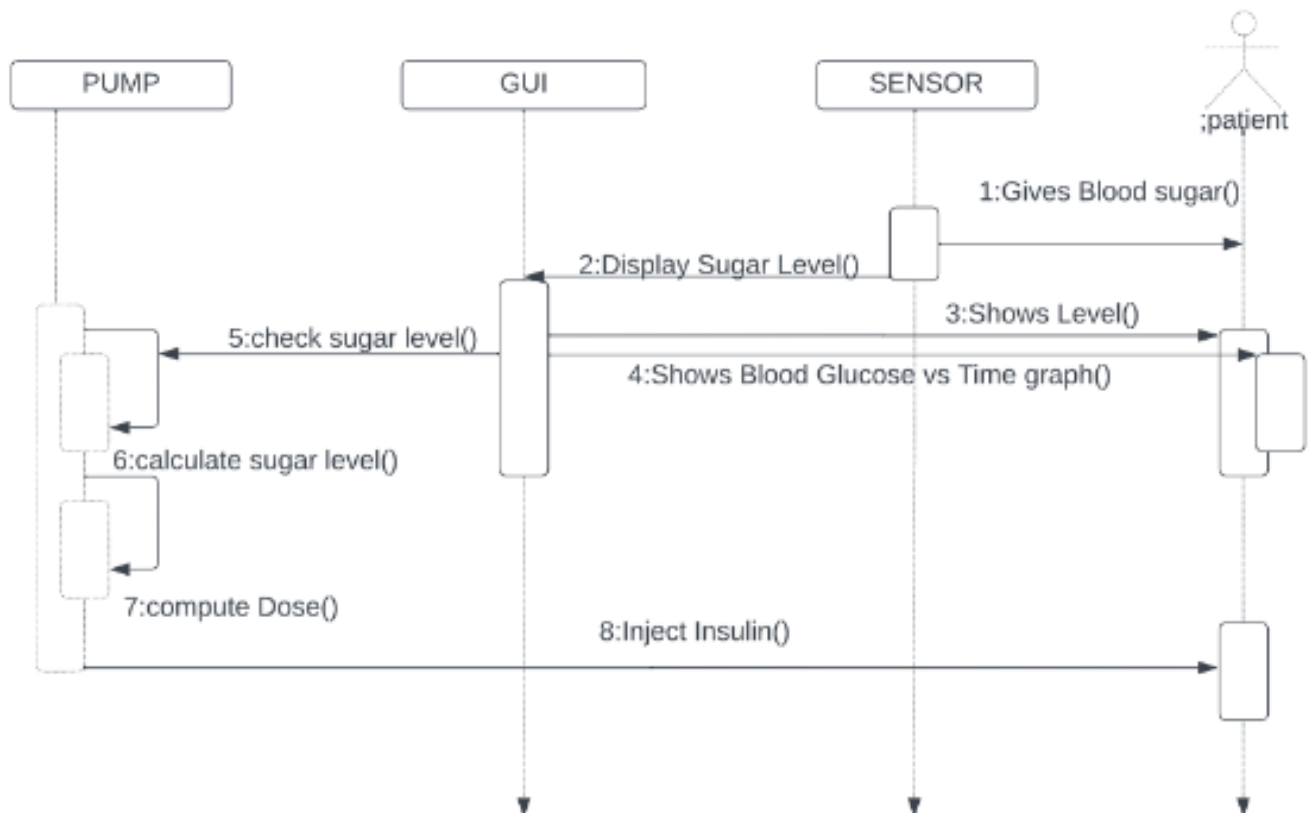 PUMP
GUI
SENSOR
;patient
1:Gives Blood sugar()
2:Display Sugar Level()
3:Shows Level()
5:check sugar level()
4:Shows Blood Glucose vs Time graph()
6:calculate sugar level()
7:compute Dose()
8:Inject Insulin()